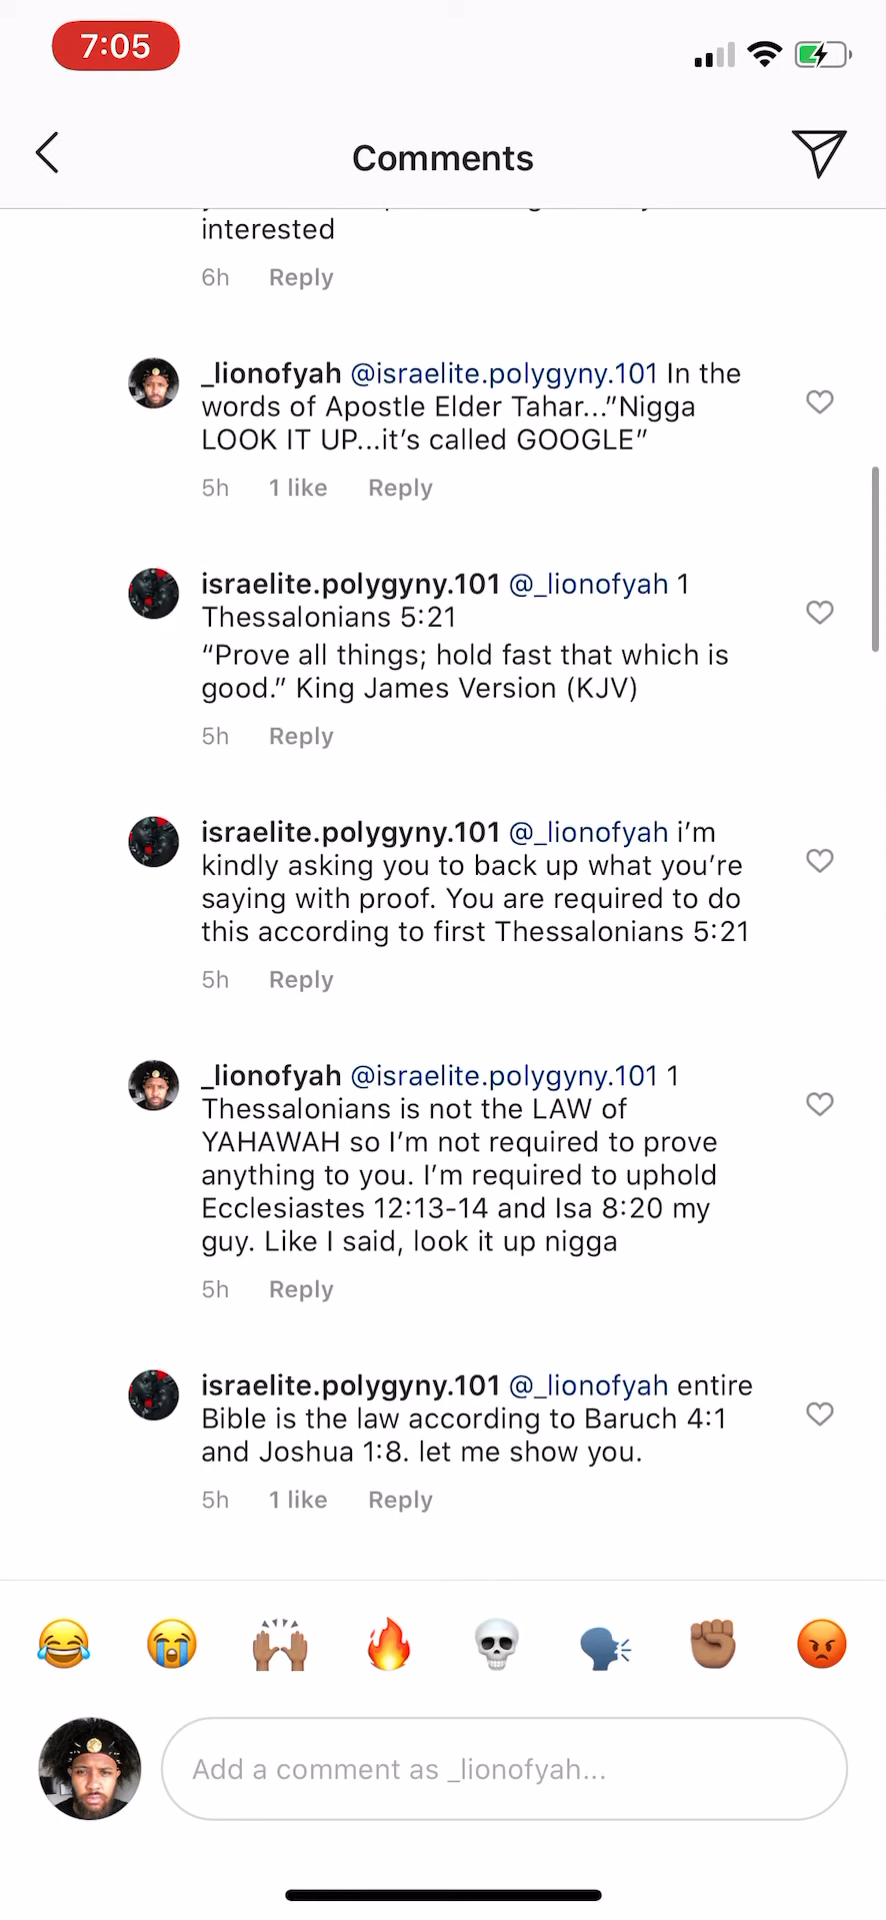 7:05
Comments
interested
6h Reply
_lionofyah @israelite.polygyny.101 In the
words of Apostle Elder Tahar...”Nigga
LOOK IT UP...it’s called GOOGLE”
5h 1 like Reply
israelite.polygyny.101 @_lionofyah 1
Thessalonians 5:21
“Prove all things; hold fast that which is
good.” King James Version (KJV)
5h Reply
israelite.polygyny.101 @_lionofyah i’m
kindly asking you to back up what you’re
saying with proof. You are required to do
this according to first Thessalonians 5:21
5h Reply
_lionofyah @israelite.polygyny.101 1
Thessalonians is not the LAW of
YAHAWAH so I’m not required to prove
anything to you. I’m required to uphold
Ecclesiastes 12:13-14 and Isa 8:20 my
guy. Like I said, look it up nigga
5h Reply
israelite.polygyny.101 @_lionofyah entire
Bible is the law according to Baruch 4:1
and Joshua 1:8. let me show you.
5h 1 like Reply
Add a comment as _lionofyah...